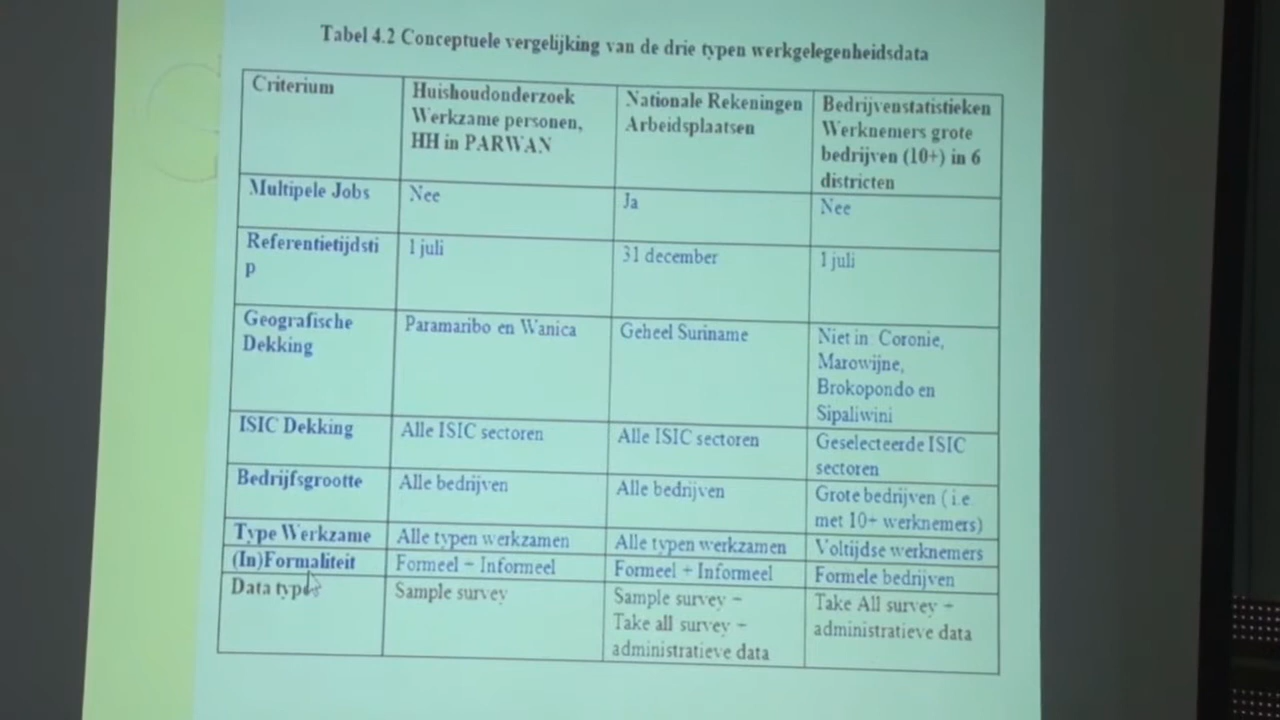 Tabel 4.2 Conceptuele vergelijking van de drie typen werkgelegenheidsdata
Criterium
Huishoudonderzoek
Werkzame personen,
HH in PARWAN
Nationale Rekeningen
Arbeidsplaatsen
Bedrijvenstatistieken
Werknemers grote
bedrijven (10+) in 6
districten
Multipele Jobs
Nee
Ja
Nee
Referentietijdsti
p
1 juli
31 december
1 juli
Geografische
Dekking
Paramaribo en Wanica
Geheel Suriname
Niet in: Coronie,
Marowijne,
Brokopondo en
Sipaliwini
ISIC Dekking
Alle ISIC sectoren
Alle ISIC sectoren
Geselecteerde ISIC
sectoren
Bedrijfsgrootte
Alle bedrijven
Alle bedrijven
Grote bedrijven ( i.e.
met 10+ werknemers)
Type Werkzame
Alle typen werkzamen
Alle typen werkzamen
Voltijdse werknemers
(In)Formaliteit
Formeel + Informeel
Formeel + Informeel
Formele bedrijven
Data type
Sample survey
Sample survey +
Take all survey +
administratieve data
Take All survey +
administratieve data